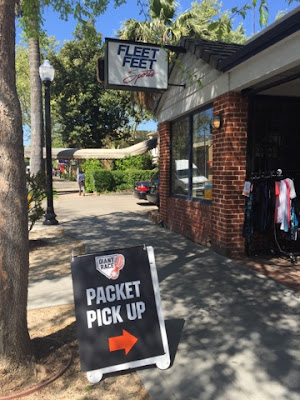 FLEET
FEET
Sports
GIANT
RACE
PACKET
PICK UP